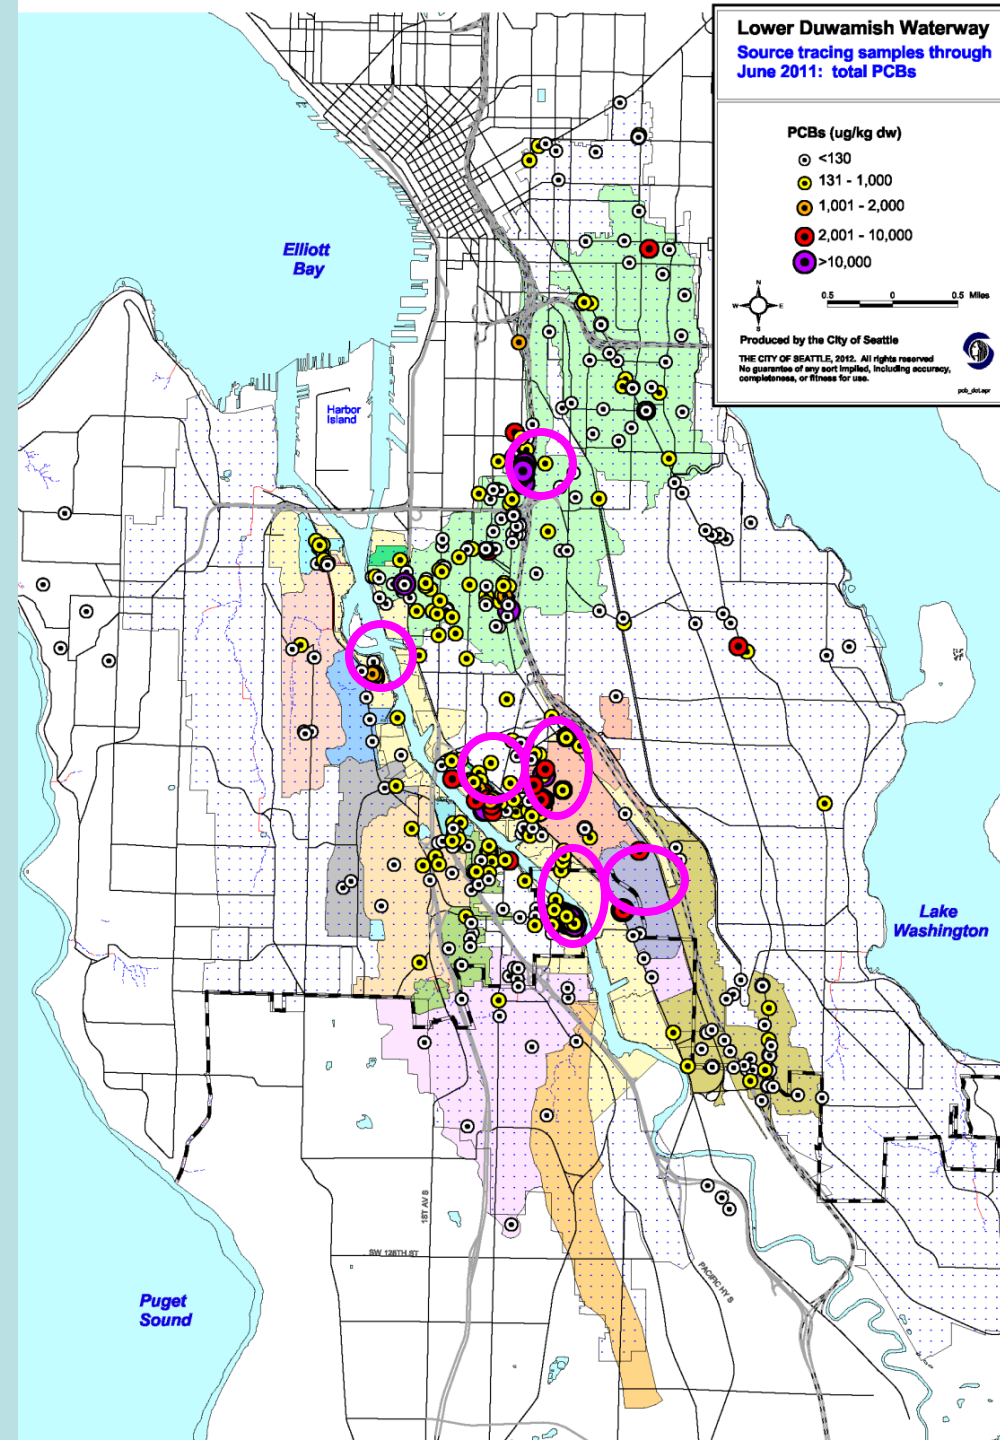 Lower Duwamish Waterway
Source tracing samples through
June 2011: total PCBs
PCBs (ug/kg dw)
<130
131 - 1,000
1,001 - 2,000
2,001 - 10,000
>10,000
N
W E
S
0.5 0 0.5 Miles
Produced by the City of Seattle
THE CITY OF SEATTLE, 2012. All rights reserved
No guarantee of any sort implied, including accuracy,
completeness, or fitness for use.
pcb_dot.apr
Elliott
Bay
Harbor
Island
Lake
Washington
Puget
Sound
1ST AV S
SW 128TH ST
PACIFIC HY S